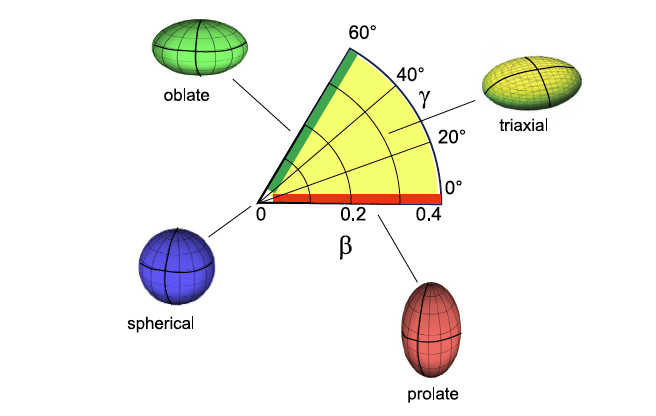 60°
oblate
40°
γ
triaxial
20°
0°
0
0.2
0.4
β
spherical
prolate